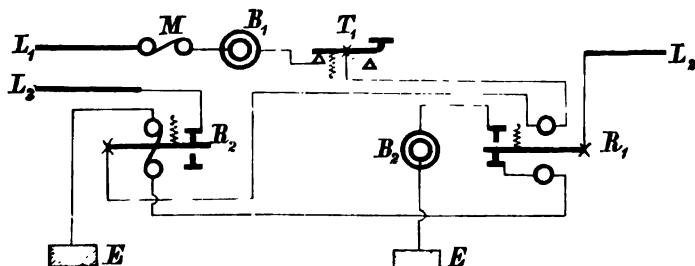 L₁ M B₁ T₁ L₂
L₂
R₂ B₂ R₁
E E